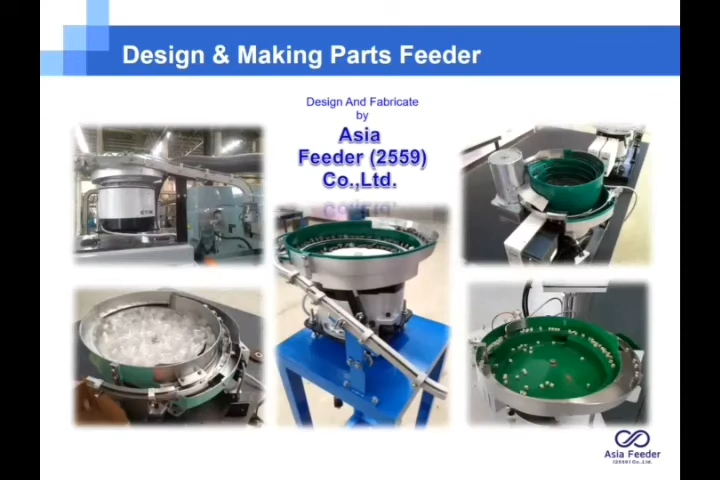 Design & Making Parts Feeder
Design And Fabricate
by
Asia
Feeder (2559)
Co.,Ltd.
Asia Feeder
(2559) Co.,Ltd.